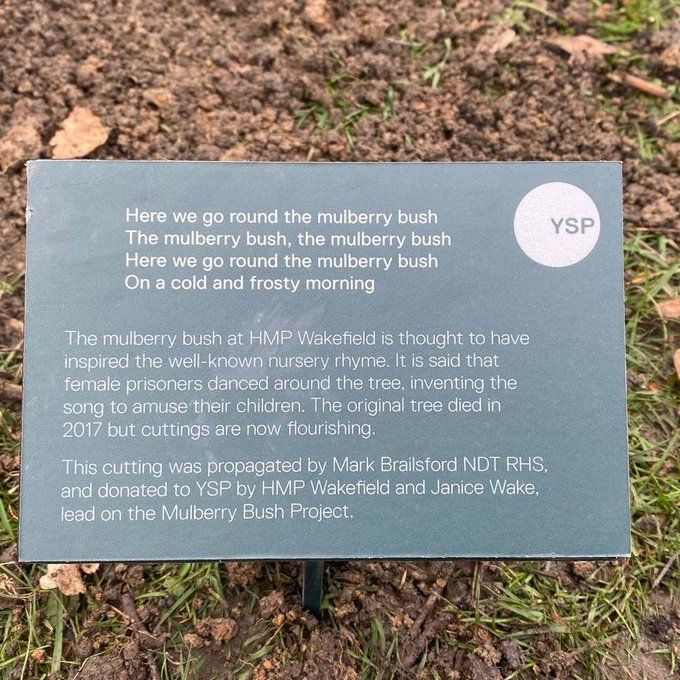 Here we go round the mulberry bush
The mulberry bush, the mulberry bush
Here we go round the mulberry bush
On a cold and frosty morning
YSP
The mulberry bush at HMP Wakefield is thought to have
inspired the well-known nursery rhyme. It is said that
female prisoners danced around the tree, inventing the
song to amuse their children. The original tree died in
2017 but cuttings are now flourishing.
This cutting was propagated by Mark Brailsford NDT RHS,
and donated to YSP by HMP Wakefield and Janice Wake,
lead on the Mulberry Bush Project.